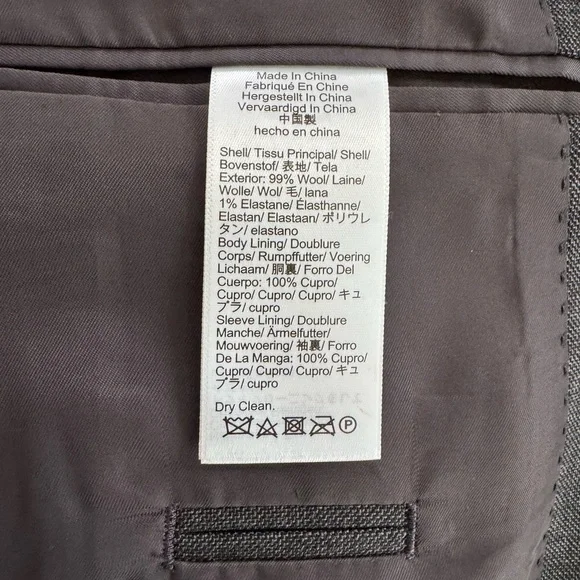 Made In China
Fabriqué En Chine
Hergestellt In China
Vervaardigd In China
中国製
hecho en china
Shell/ Tissu Principal/ Shell/
Bovenstof/ 表地/ Tela
Exterior: 99% Wool/ Laine/
Wolle/ Wol/ 毛/ lana
1% Elastane/ Élasthanne/
Elastan/ Elastaan/ ポリウレ
タン/ elastano
Body Lining/ Doublure
Corps/ Rumpffutter/ Voering
Lichaam/ 胴裏/ Forro Del
Cuerpo: 100% Cupro/
Cupro/ Cupro/ Cupro/ キュ
プラ/ cupro
Sleeve Lining/ Doublure
Manche/ Ärmelfutter/
Mouwvoering/ 袖裏/ Forro
De La Manga: 100% Cupro/
Cupro/ Cupro/ Cupro/ キュ
プラ/ cupro
Dry Clean.
P